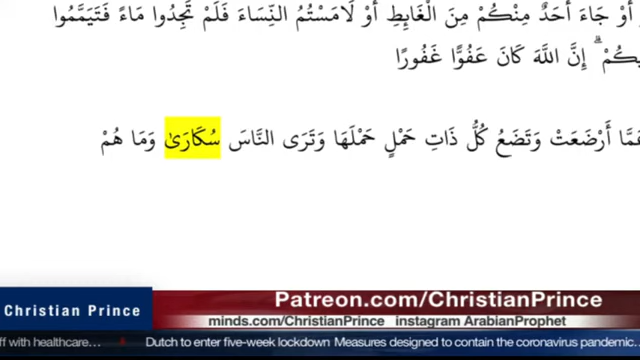 أَوْ جَاءَ أَحَدٌ مِنْكُمْ مِنَ الْغَائِطِ أَوْ لَامَسْتُمُ النِّسَاءَ فَلَمْ تَجِدُوا مَاءً فَتَيَمَّمُوا
إِنَّ اللَّهَ كَانَ عَفُوًّا غَفُورًا
أَرْضَعَتْ وَتَضَعُ كُلُّ ذَاتِ حَمْلٍ حَمْلَهَا وَتَرَى النَّاسَ سُكَارَىٰ وَمَا هُمْ
Christian Prince
Patreon.com/ChristianPrince
minds.com/ChristianPrince instagram ArabianProphet
with healthcare... Dutch to enter five-week lockdown Measures designed to contain the coronavirus pandemic...